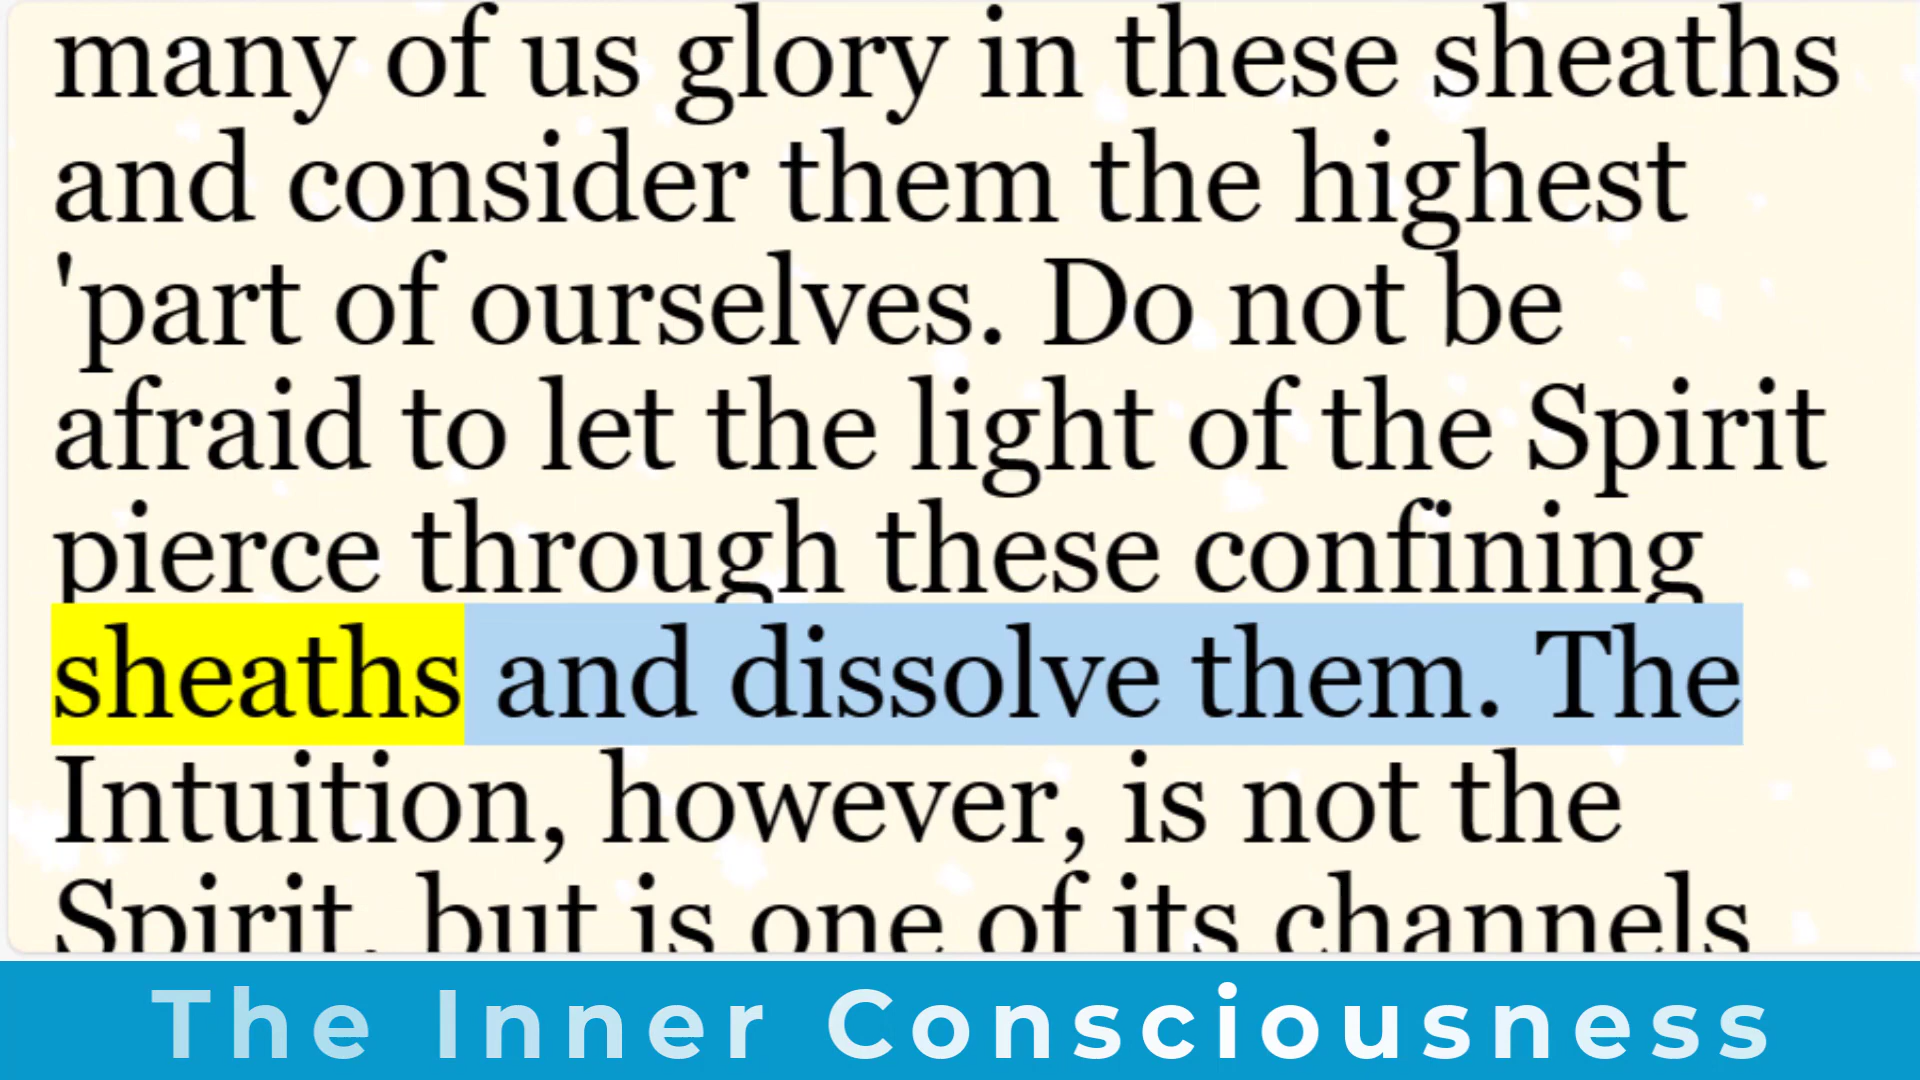 many of us glory in these sheaths
and consider them the highest
'part of ourselves. Do not be
afraid to let the light of the Spirit
pierce through these confining
sheaths and dissolve them. The
Intuition, however, is not the
Spirit, but is one of its channels
The Inner Consciousness